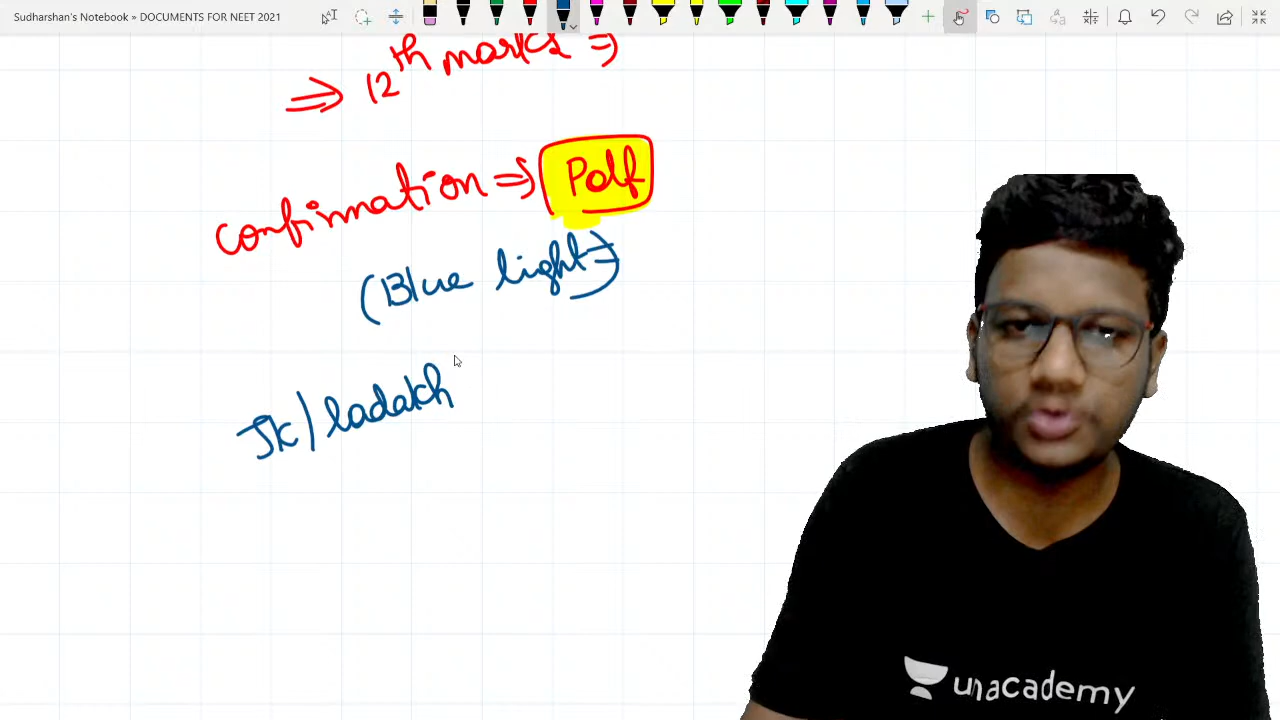 Sudharshan's Notebook » DOCUMENTS FOR NEET 2021
⇒ 12th marks ⇒
confirmation ⇒ Pdf
(Blue light ⇒)
JK/ladakh
unacademy